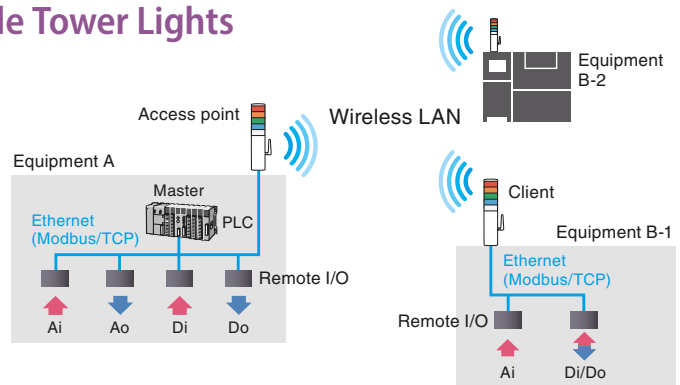 le Tower Lights
Equipment
B-2
Access point
Wireless LAN
Equipment A
Master
PLC
Ethernet
(Modbus/TCP)
Remote I/O
Ai Ao Di Do
Client
Equipment B-1
Ethernet
(Modbus/TCP)
Remote I/O
Ai Di/Do